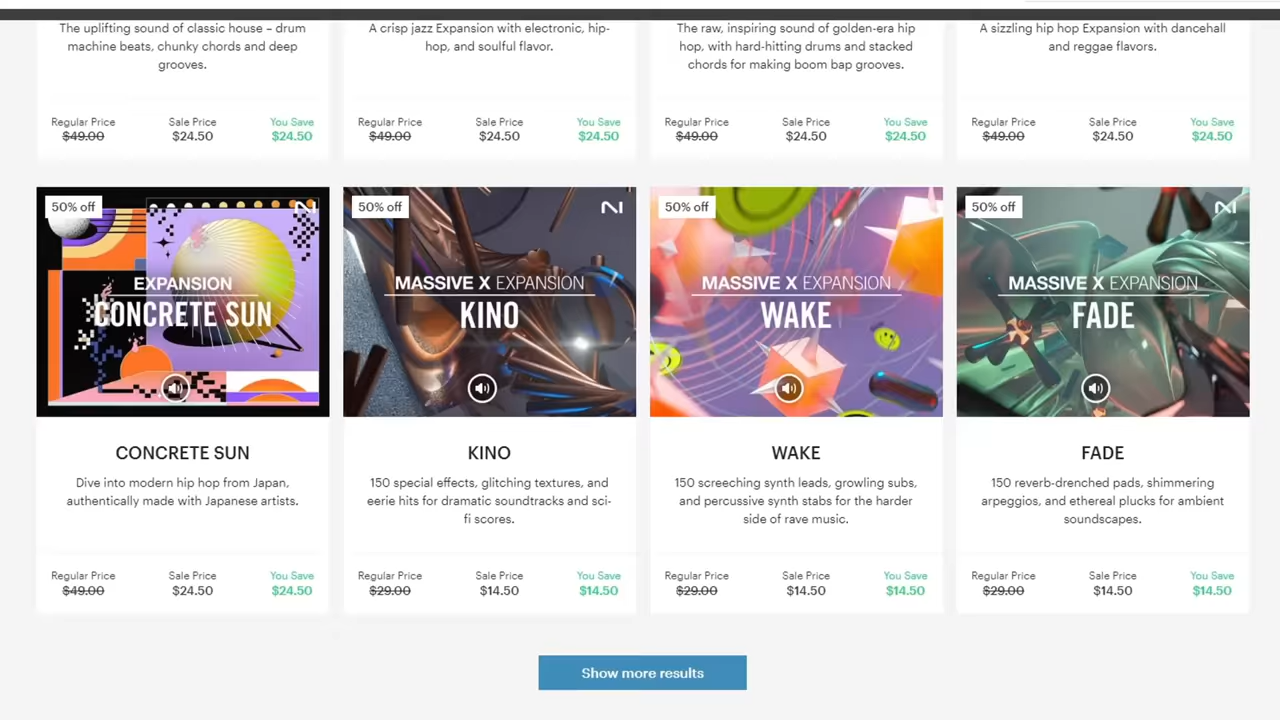 The uplifting sound of classic house – drum
machine beats, chunky chords and deep
grooves.
A crisp jazz Expansion with electronic, hip-
hop, and soulful flavor.
The raw, inspiring sound of golden-era hip
hop, with hard-hitting drums and stacked
chords for making boom bap grooves.
A sizzling hip hop Expansion with dancehall
and reggae flavors.
Regular Price Sale Price You Save
$49.00 $24.50 $24.50
Regular Price Sale Price You Save
$49.00 $24.50 $24.50
Regular Price Sale Price You Save
$49.00 $24.50 $24.50
Regular Price Sale Price You Save
$49.00 $24.50 $24.50
50% off
EXPANSION
CONCRETE SUN
50% off
MASSIVE X EXPANSION
KINO
50% off
MASSIVE X EXPANSION
WAKE
50% off
MASSIVE X EXPANSION
FADE
CONCRETE SUN
Dive into modern hip hop from Japan,
authentically made with Japanese artists.
Regular Price Sale Price You Save
$49.00 $24.50 $24.50
KINO
150 special effects, glitching textures, and
eerie hits for dramatic soundtracks and sci-
fi scores.
Regular Price Sale Price You Save
$29.00 $14.50 $14.50
WAKE
150 screeching synth leads, growling subs,
and percussive synth stabs for the harder
side of rave music.
Regular Price Sale Price You Save
$29.00 $14.50 $14.50
FADE
150 reverb-drenched pads, shimmering
arpeggios, and ethereal plucks for ambient
soundscapes.
Regular Price Sale Price You Save
$29.00 $14.50 $14.50
Show more results